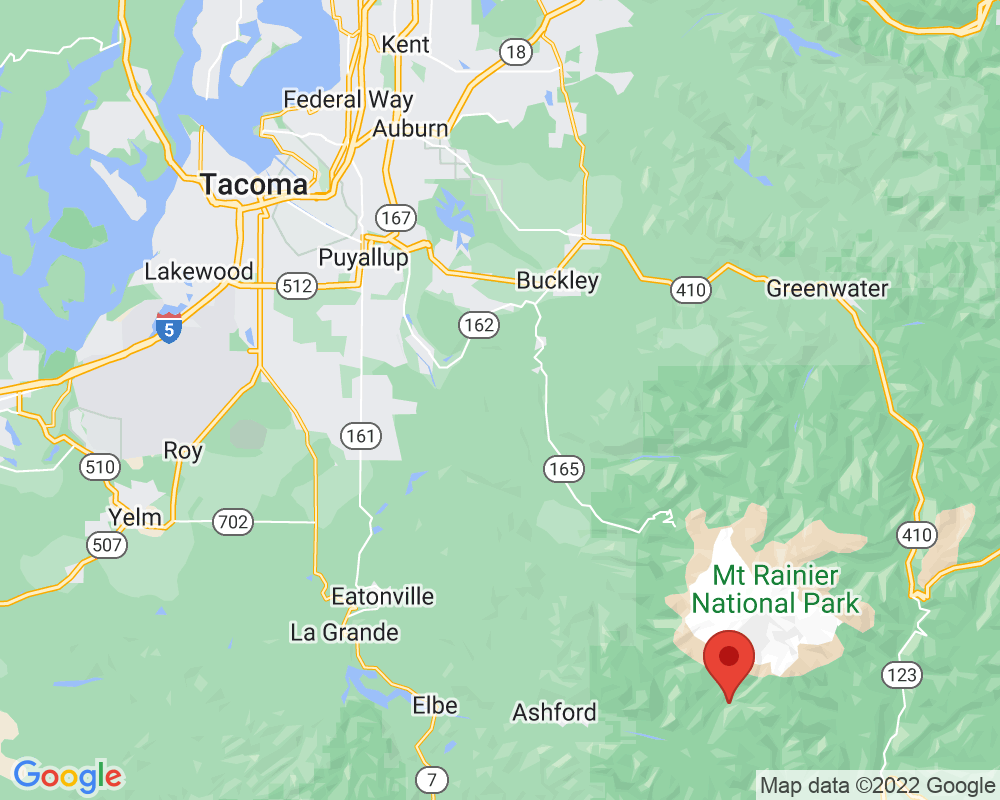 Kent
18
Federal Way
Auburn
Tacoma
167
Puyallup
Lakewood
512
Buckley
410
Greenwater
5
162
161
Roy
165
510
Yelm
702
507
410
Mt Rainier
National Park
Eatonville
La Grande
123
Elbe
Ashford
7
Google
Map data ©2022 Google